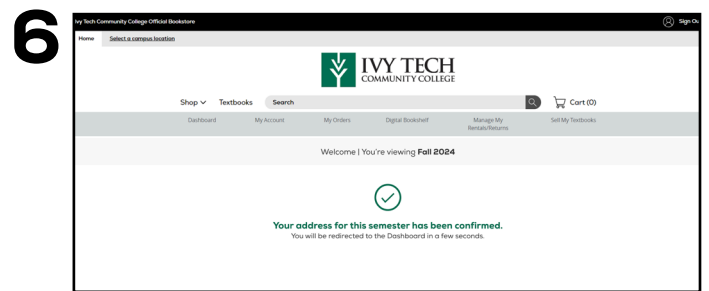 6
Ivy Tech Community College Official Bookstore
Sign Ou
Home Select a campus location
IVY TECH
COMMUNITY COLLEGE
Shop Textbooks Search Cart (0)
Dashboard My Account My Orders Digital Bookshelf Manage My Rentals/Returns Sell My Textbooks
Welcome | You're viewing Fall 2024
Your address for this semester has been confirmed.
You will be redirected to the Dashboard in a few seconds.